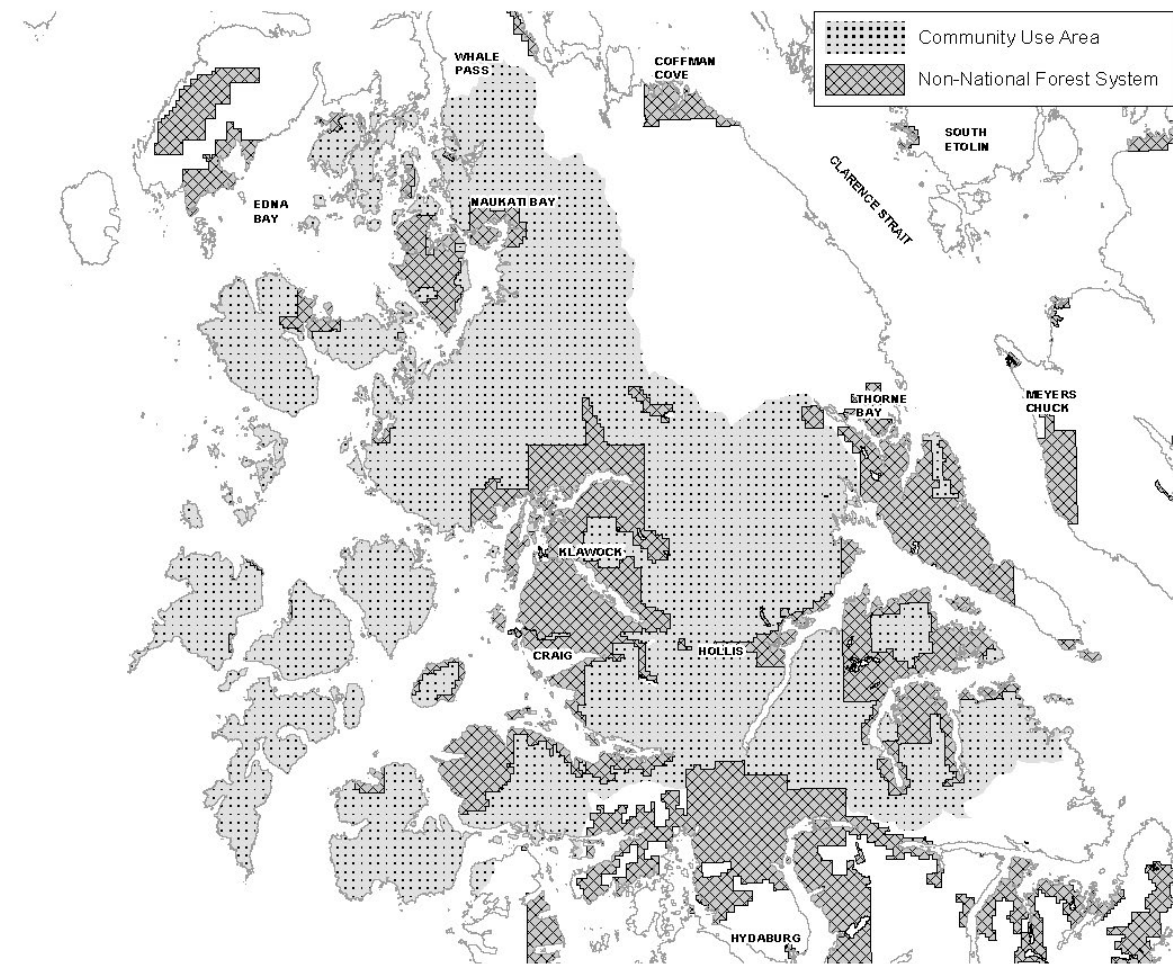 Community Use Area
Non-National Forest System
WHALE
PASS
COFFMAN
COVE
SOUTH
ETOLIN
CLARENCE STRAIT
EDNA
BAY
NAUKATI BAY
THORNE
BAY
MEYERS
CHUCK
KLAWOCK
CRAIG
HOLLIS
HYDABURG